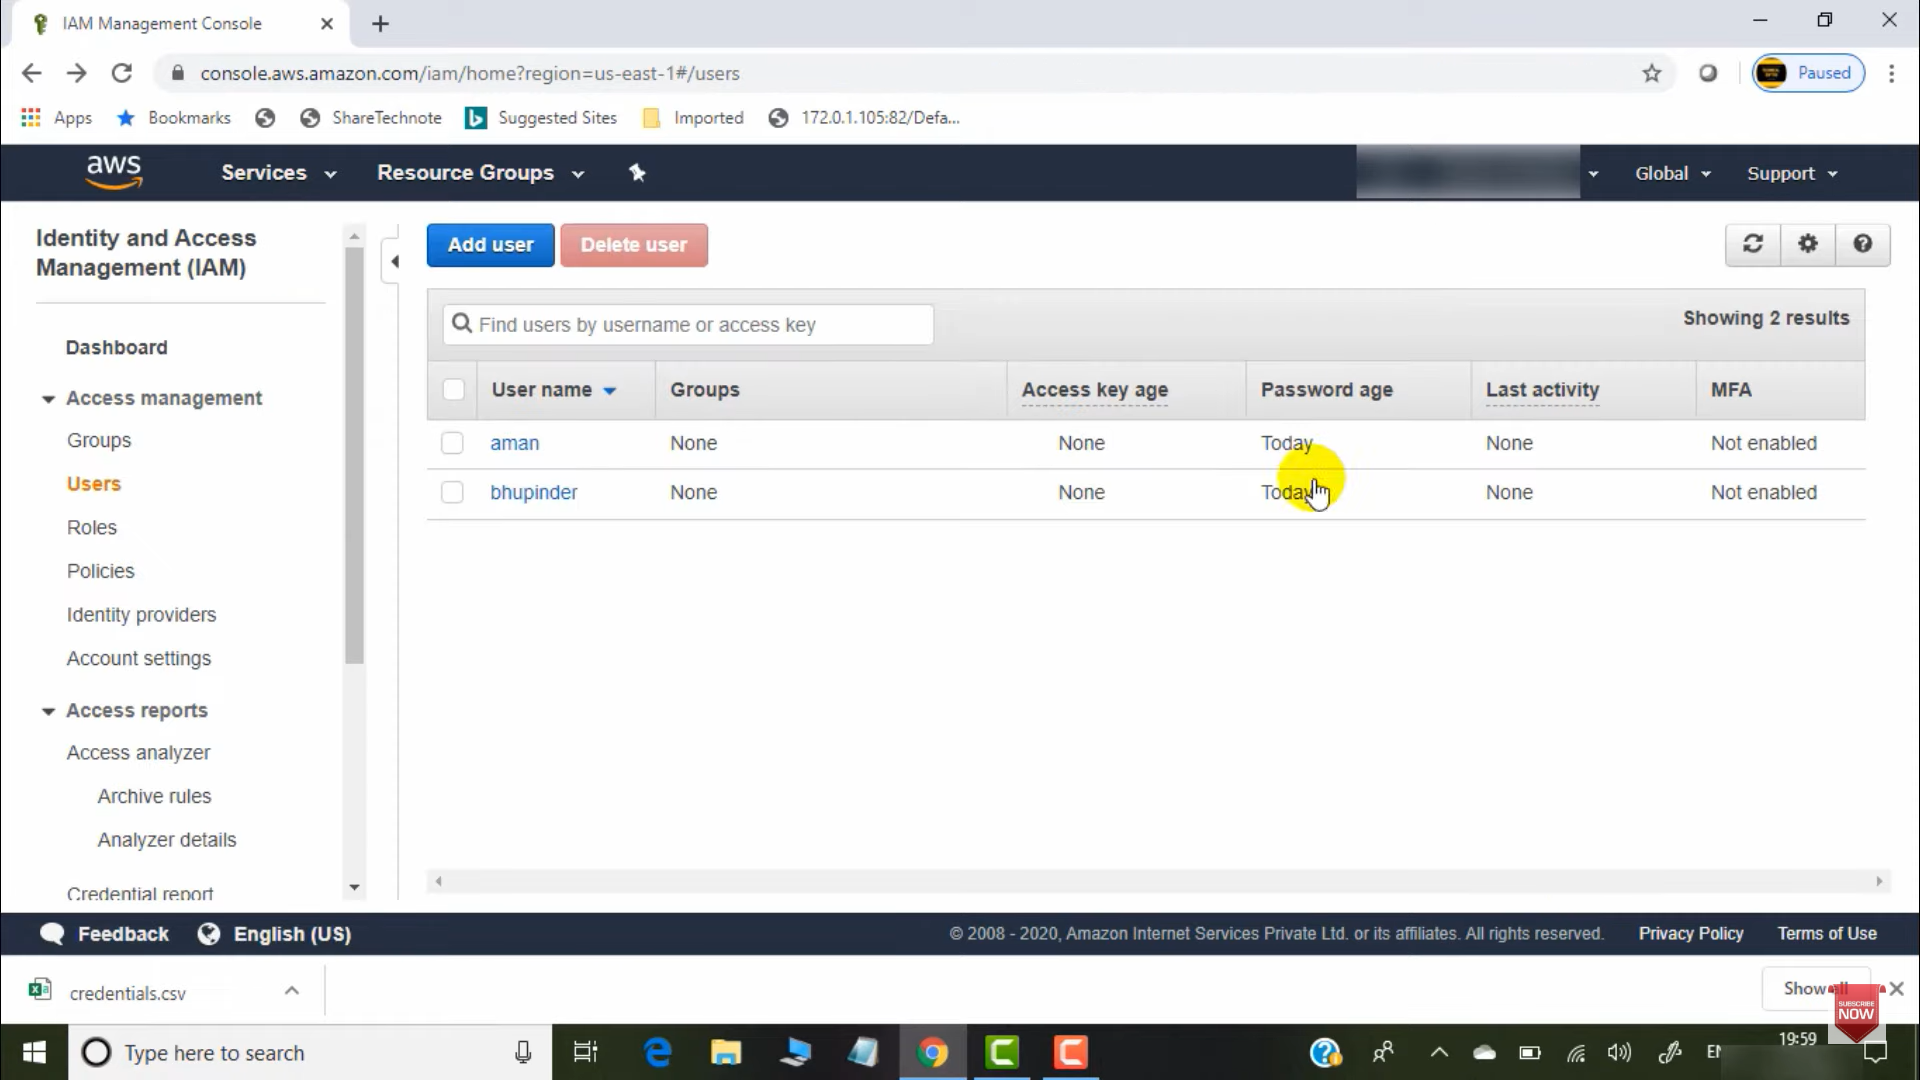 IAM Management Console
console.aws.amazon.com/iam/home?region=us-east-1#/users
Paused
Apps
Bookmarks
ShareTechnote
Suggested Sites
Imported
172.0.1.105:82/Defa...
aws
Services
Resource Groups
Global
Support
Identity and Access
Management (IAM)
Dashboard
Access management
Groups
Users
Roles
Policies
Identity providers
Account settings
Access reports
Access analyzer
Archive rules
Analyzer details
Credential report
Add user
Delete user
Find users by username or access key
Showing 2 results
User name Groups Access key age Password age Last activity MFA
aman None None Today None Not enabled
bhupinder None None Today None Not enabled
Feedback
English (US)
© 2008 - 2020, Amazon Internet Services Private Ltd. or its affiliates. All rights reserved.
Privacy Policy
Terms of Use
credentials.csv
Show all
SUBSCRIBE
NOW
Type here to search
19:59